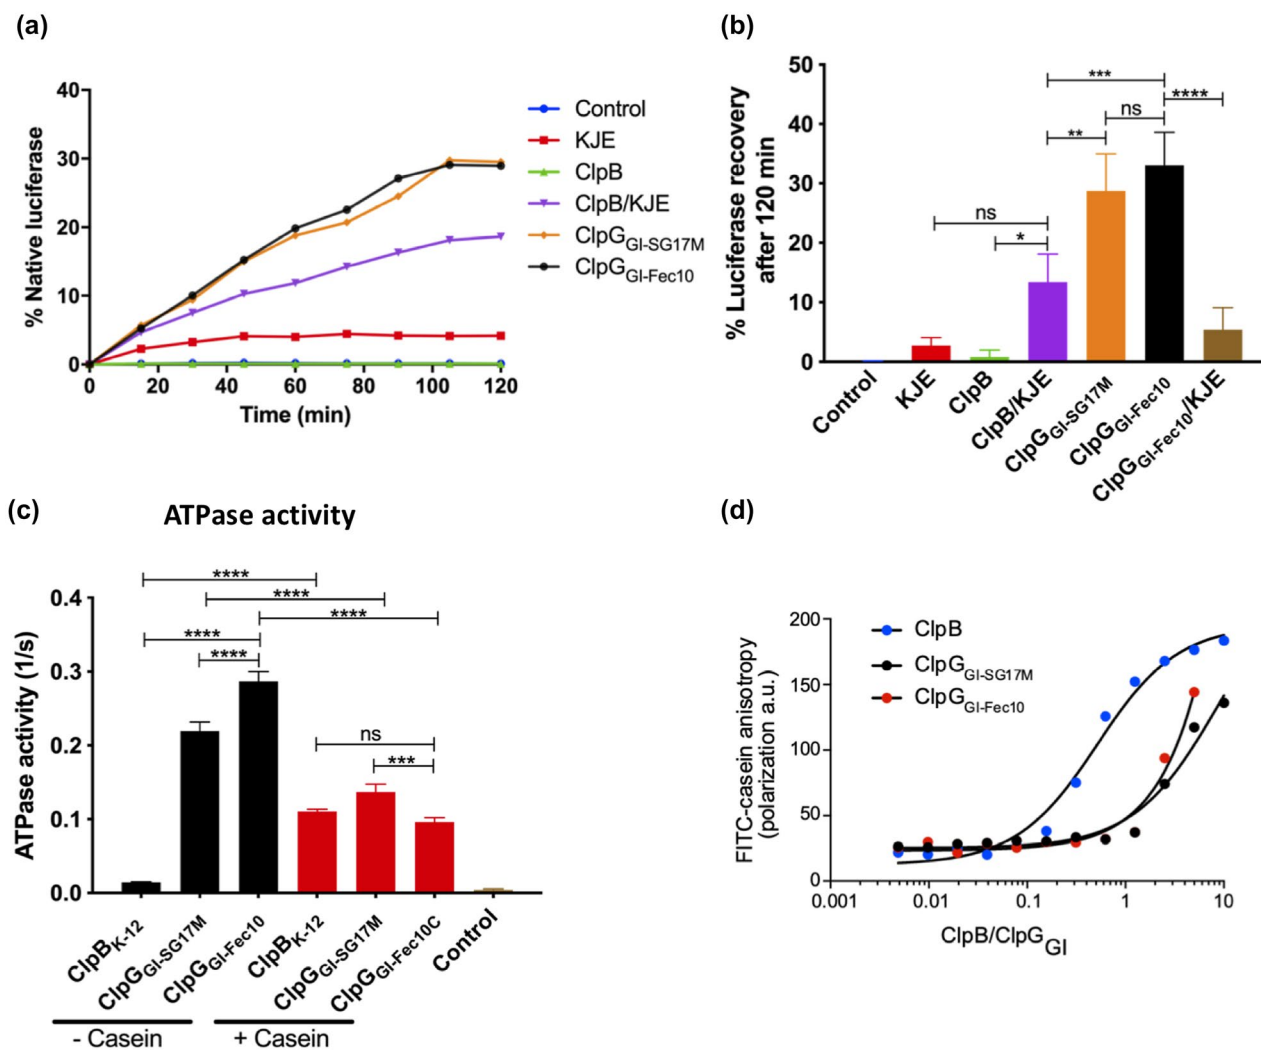 (a)
% Native luciferase
40
30
20
10
0
0 20 40 60 80 100 120
Time (min)
Control
KJE
ClpB
ClpB/KJE
ClpGGI-SG17M
ClpGGI-Fec10
(b)
% Luciferase recovery
after 120 min
50
40
30
20
10
0
***
****
ns
**
ns
*
Control
KJE
ClpB
ClpB/KJE
ClpGGI-SG17M
ClpGGI-Fec10
ClpGGI-Fec10/KJE
(c)
ATPase activity
ATPase activity (1/s)
0.4
0.3
0.2
0.1
0.0
****
****
****
****
****
ns
***
ClpBK-12
ClpGGI-SG17M
ClpGGI-Fec10
ClpBK-12
ClpGGI-SG17M
ClpGGI-Fec10C
Control
- Casein
+ Casein
(d)
FITC-casein anisotropy
(polarization a.u.)
200
150
100
50
0
ClpB
ClpGGI-SG17M
ClpGGI-Fec10
0.001 0.01 0.1 1 10
ClpB/ClpGGI